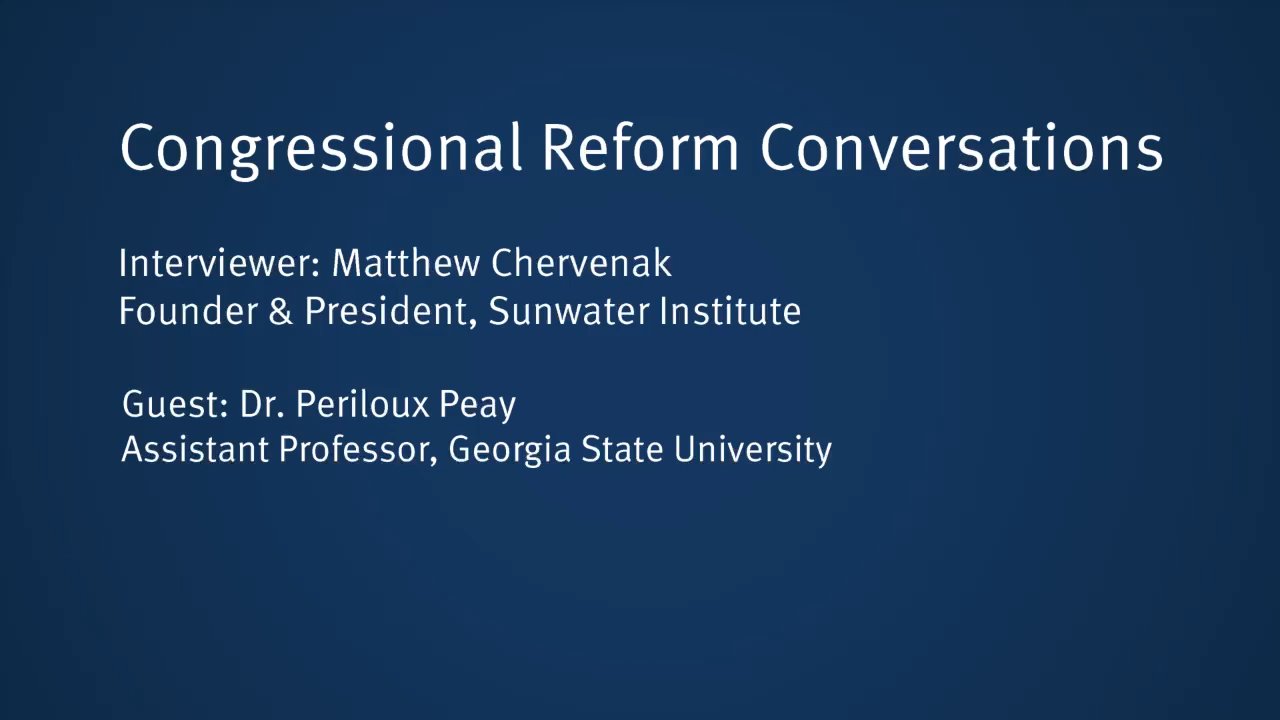 Congressional Reform Conversations
Interviewer: Matthew Chervenak
Founder & President, Sunwater Institute
Guest: Dr. Periloux Peay
Assistant Professor, Georgia State University